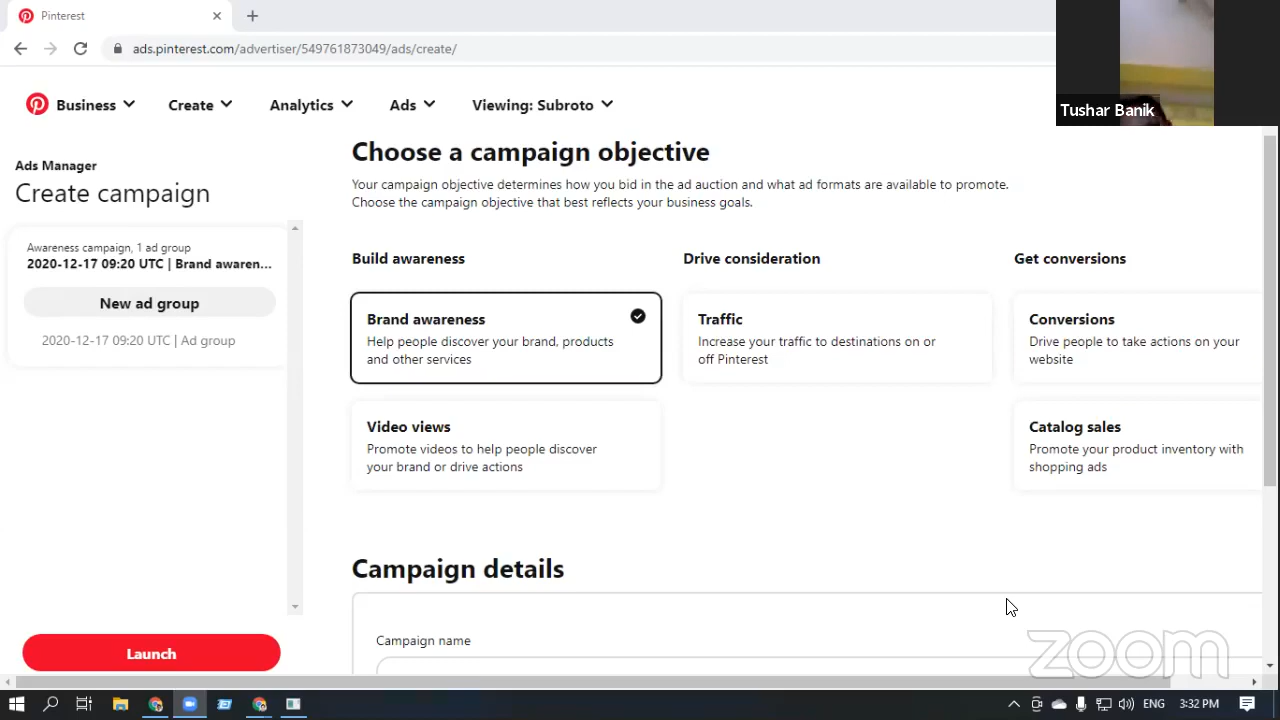 Pinterest
ads.pinterest.com/advertiser/549761873049/ads/create/
Tushar Banik
Business
Create
Analytics
Ads
Viewing: Subroto
Ads Manager
Create campaign
Awareness campaign, 1 ad group
2020-12-17 09:20 UTC | Brand awaren...
New ad group
2020-12-17 09:20 UTC | Ad group
Launch
Choose a campaign objective
Your campaign objective determines how you bid in the ad auction and what ad formats are available to promote.
Choose the campaign objective that best reflects your business goals.
Build awareness
Brand awareness
Help people discover your brand, products
and other services
Video views
Promote videos to help people discover
your brand or drive actions
Drive consideration
Traffic
Increase your traffic to destinations on or
off Pinterest
Get conversions
Conversions
Drive people to take actions on your
website
Catalog sales
Promote your product inventory with
shopping ads
Campaign details
Campaign name
zoom
ENG
3:32 PM